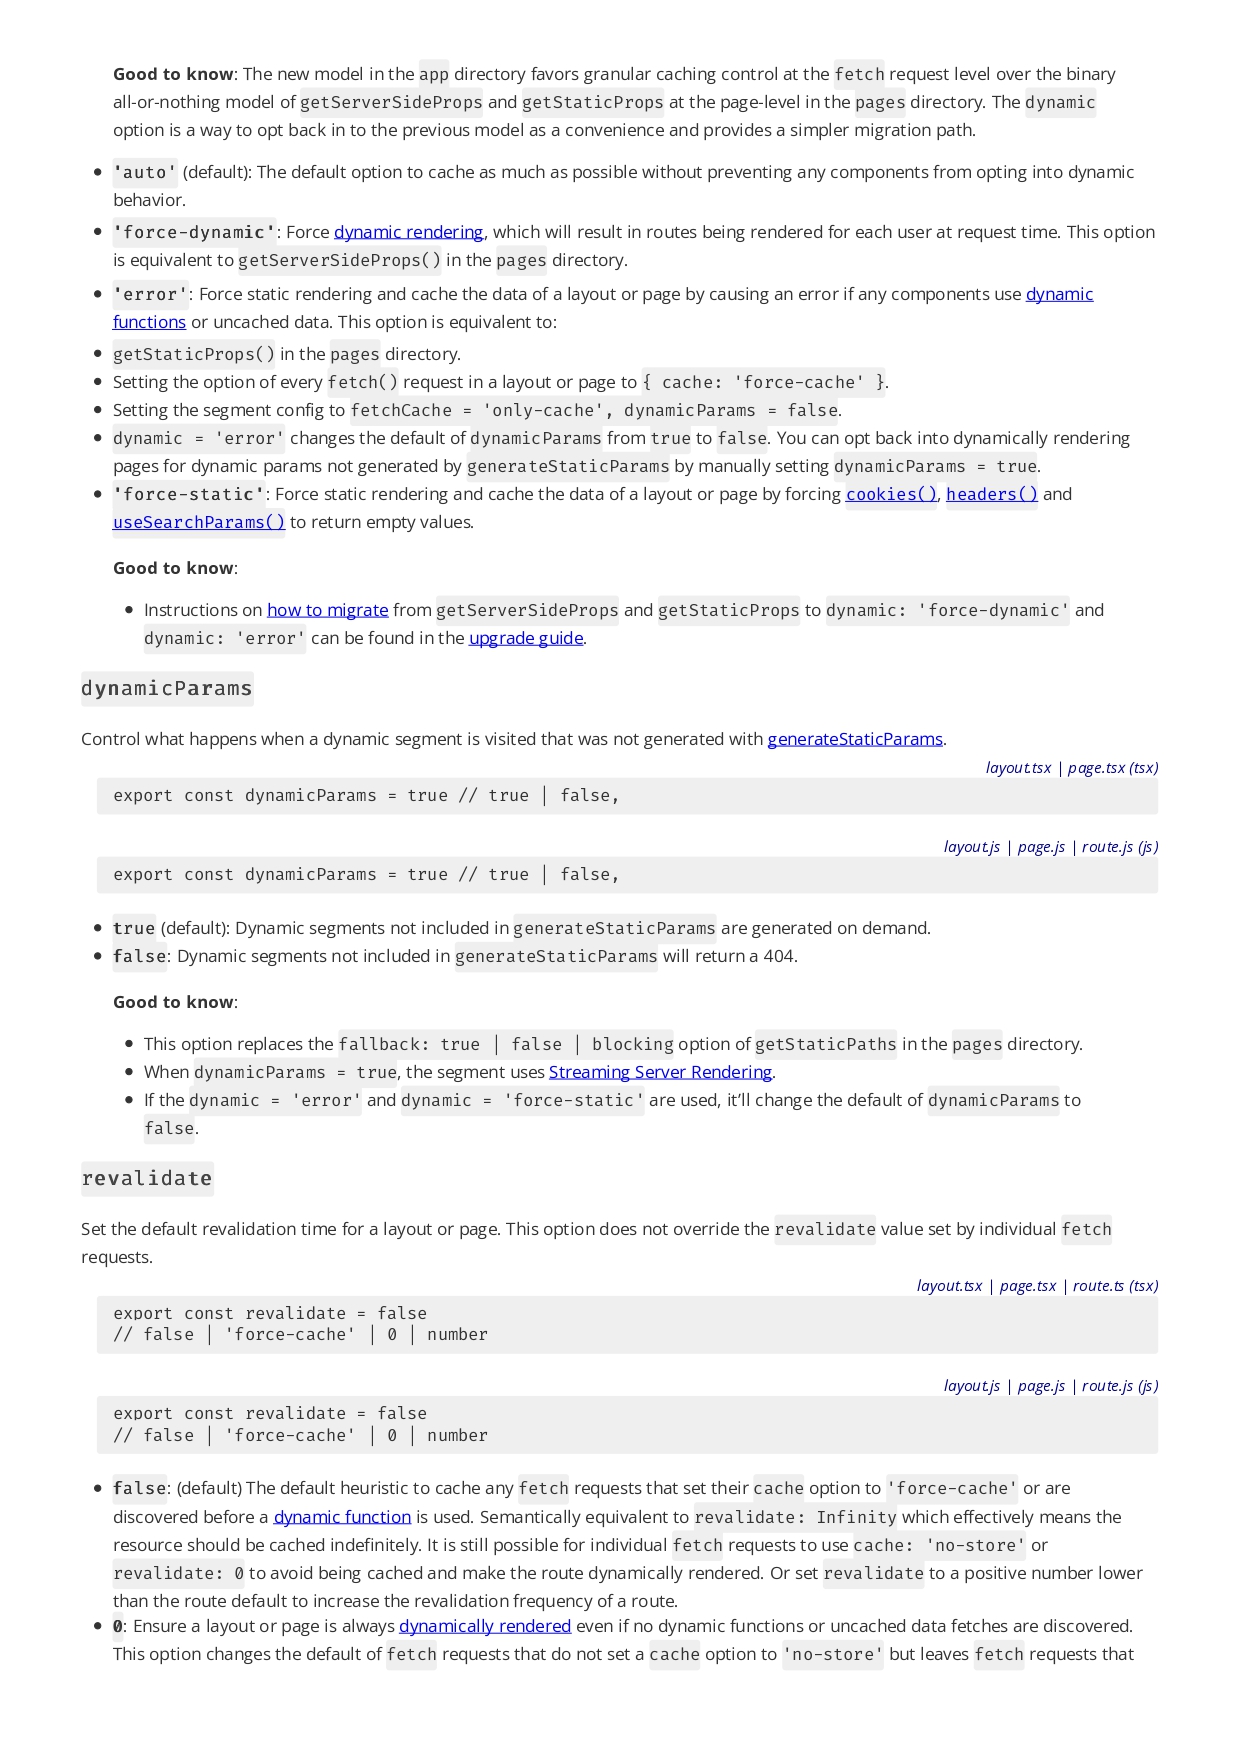 Good to know: The new model in the app directory favors granular caching control at the fetch request level over the binary
all-or-nothing model of getServerSideProps and getStaticProps at the page-level in the pages directory. The dynamic
option is a way to opt back in to the previous model as a convenience and provides a simpler migration path.
• 'auto' (default): The default option to cache as much as possible without preventing any components from opting into dynamic
behavior.
• 'force-dynamic': Force dynamic rendering, which will result in routes being rendered for each user at request time. This option
is equivalent to getServerSideProps() in the pages directory.
• 'error': Force static rendering and cache the data of a layout or page by causing an error if any components use dynamic
functions or uncached data. This option is equivalent to:
• getStaticProps() in the pages directory.
• Setting the option of every fetch() request in a layout or page to { cache: 'force-cache' }.
• Setting the segment config to fetchCache = 'only-cache', dynamicParams = false.
• dynamic = 'error' changes the default of dynamicParams from true to false. You can opt back into dynamically rendering
pages for dynamic params not generated by generateStaticParams by manually setting dynamicParams = true.
• 'force-static': Force static rendering and cache the data of a layout or page by forcing cookies(), headers() and
useSearchParams() to return empty values.
Good to know:
• Instructions on how to migrate from getServerSideProps and getStaticProps to dynamic: 'force-dynamic' and
dynamic: 'error' can be found in the upgrade guide.
dynamicParams
Control what happens when a dynamic segment is visited that was not generated with generateStaticParams.
layout.tsx | page.tsx (tsx)
export const dynamicParams = true // true | false,
layout.js | page.js | route.js (js)
export const dynamicParams = true // true | false,
• true (default): Dynamic segments not included in generateStaticParams are generated on demand.
• false: Dynamic segments not included in generateStaticParams will return a 404.
Good to know:
• This option replaces the fallback: true | false | blocking option of getStaticPaths in the pages directory.
• When dynamicParams = true, the segment uses Streaming Server Rendering.
• If the dynamic = 'error' and dynamic = 'force-static' are used, it’ll change the default of dynamicParams to
false.
revalidate
Set the default revalidation time for a layout or page. This option does not override the revalidate value set by individual fetch
requests.
layout.tsx | page.tsx | route.ts (tsx)
export const revalidate = false
// false | 'force-cache' | 0 | number
layout.js | page.js | route.js (js)
export const revalidate = false
// false | 'force-cache' | 0 | number
• false: (default) The default heuristic to cache any fetch requests that set their cache option to 'force-cache' or are
discovered before a dynamic function is used. Semantically equivalent to revalidate: Infinity which effectively means the
resource should be cached indefinitely. It is still possible for individual fetch requests to use cache: 'no-store' or
revalidate: 0 to avoid being cached and make the route dynamically rendered. Or set revalidate to a positive number lower
than the route default to increase the revalidation frequency of a route.
• 0: Ensure a layout or page is always dynamically rendered even if no dynamic functions or uncached data fetches are discovered.
This option changes the default of fetch requests that do not set a cache option to 'no-store' but leaves fetch requests that